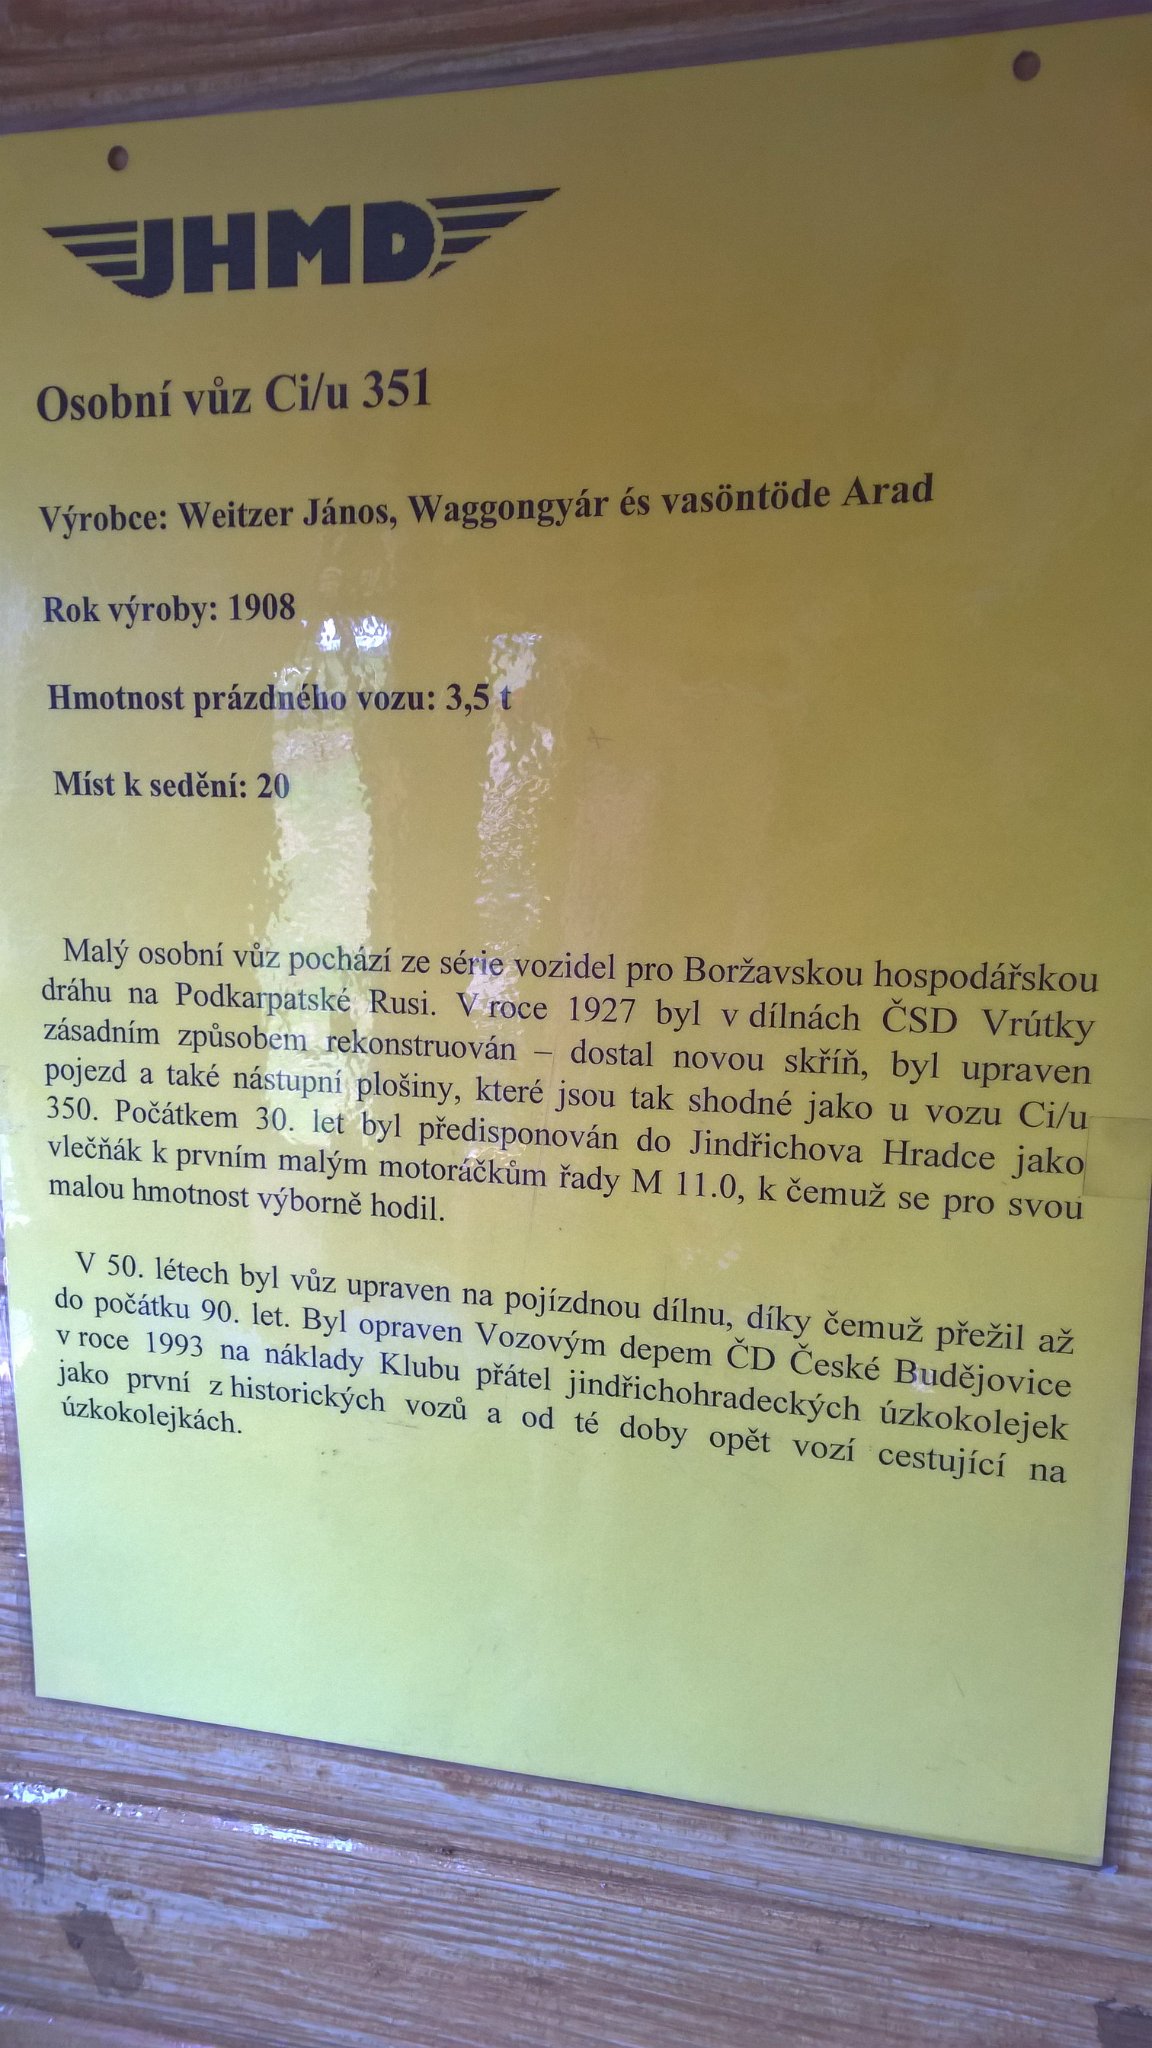 JHMD
Osobní vůz Ci/u 351
Výrobce: Weitzer János, Waggongyár és vasöntöde Arad
Rok výroby: 1908
Hmotnost prázdného vozu: 3,5 t
Míst k sedění: 20
Malý osobní vůz pochází ze série vozidel pro Boržavskou hospodářskou
dráhu na Podkarpatské Rusi. V roce 1927 byl v dílnách ČSD Vrútky
zásadním způsobem rekonstruován – dostal novou skříň, byl upraven
pojezd a také nástupní plošiny, které jsou tak shodné jako u vozu Ci/u
350. Počátkem 30. let byl předisponován do Jindřichova Hradce jako
vlečňák k prvním malým motoráčkům řady M 11.0, k čemuž se pro svou
malou hmotnost výborně hodil.
V 50. létech byl vůz upraven na pojízdnou dílnu, díky čemuž přežil až
do počátku 90. let. Byl opraven Vozovým depem ČD České Budějovice
v roce 1993 na náklady Klubu přátel jindřichohradeckých úzkokolejek
jako první z historických vozů a od té doby opět vozí cestující na
úzkokolejkách.